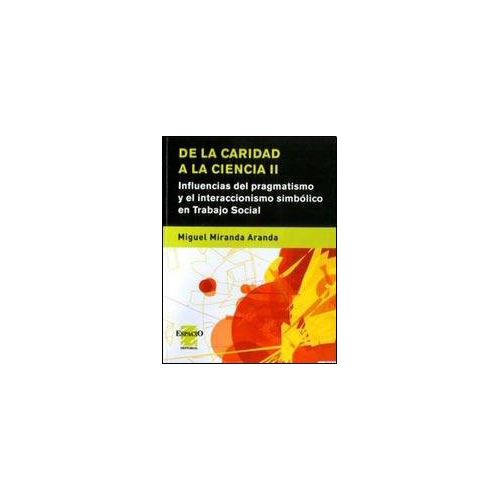 DE LA CARIDAD
A LA CIENCIA II
Influencias del pragmatismo
y el interaccionismo simbólico
en Trabajo Social
Miguel Miranda Aranda
ESPACIO
EDITORIAL